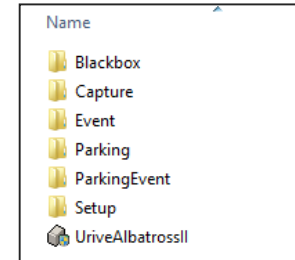 Name
Blackbox
Capture
Event
Parking
ParkingEvent
Setup
UriveAlbatrossII